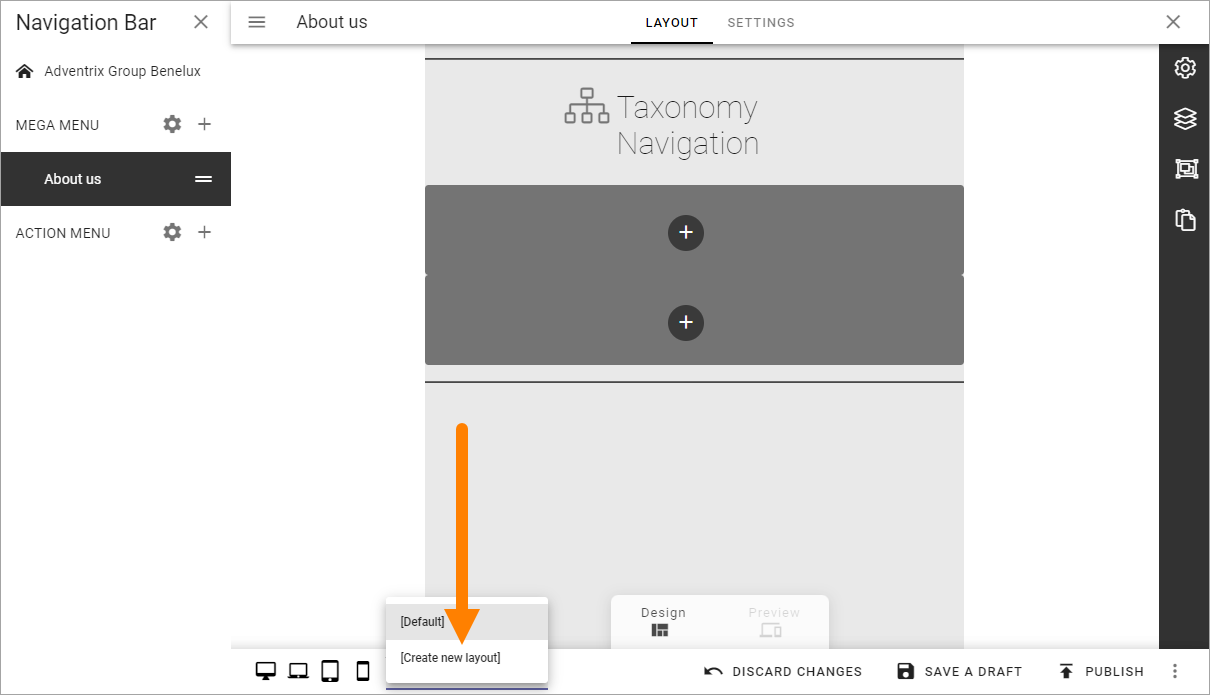 Navigation Bar
About us
LAYOUT
SETTINGS
Adventrix Group Benelux
MEGA MENU
About us
ACTION MENU
Taxonomy
Navigation
Design
Preview
[Default]
[Create new layout]
DISCARD CHANGES
SAVE A DRAFT
PUBLISH